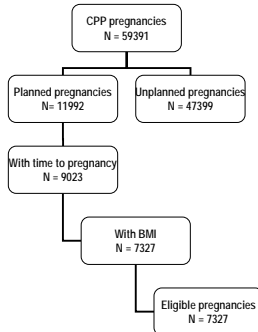 CPP pregnancies
N = 59391
Planned pregnancies
N= 11992
Unplanned pregnancies
N = 47399
With time to pregnancy
N = 9023
With BMI
N = 7327
Eligible pregnancies
N = 7327